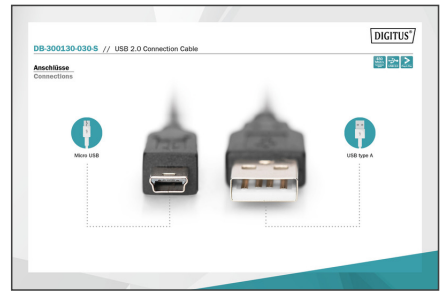 DIGITUS®
DB-300130-030-S // USB 2.0 Connection Cable
Anschlüsse
Connections
Micro USB
USB type A